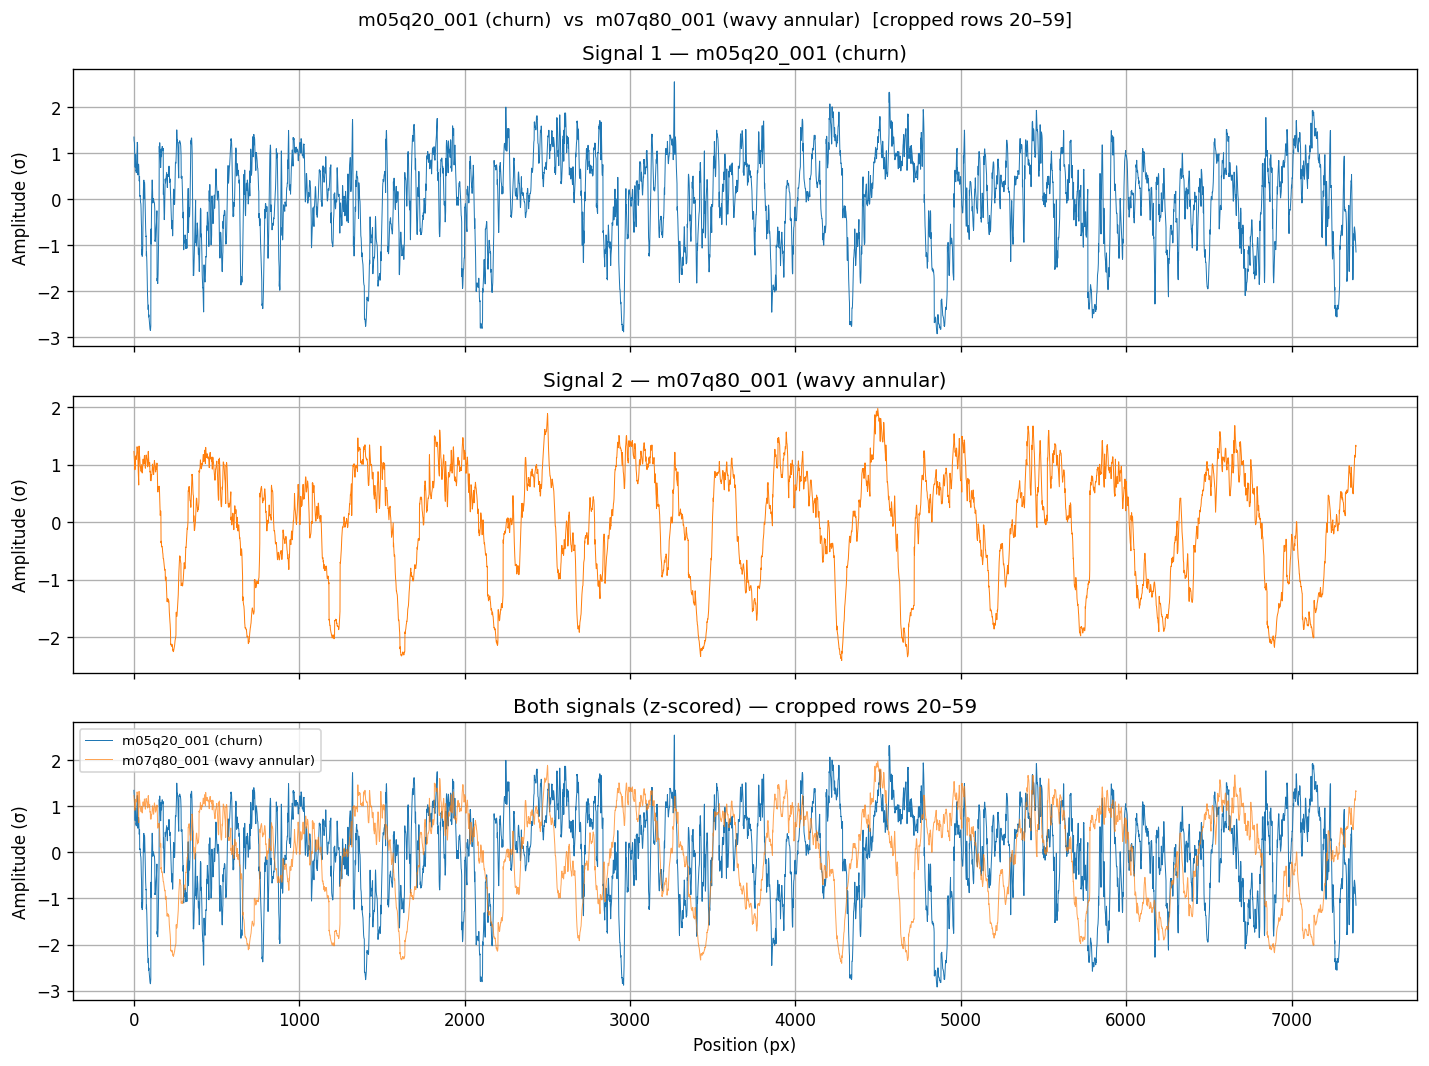 m05q20_001 (churn)  vs  m07q80_001 (wavy annular)  [cropped rows 20–59]
Signal 1 — m05q20_001 (churn)
Amplitude (σ)
2
1
0
−1
−2
−3
Signal 2 — m07q80_001 (wavy annular)
Amplitude (σ)
2
1
0
−1
−2
Both signals (z-scored) — cropped rows 20–59
m05q20_001 (churn)
m07q80_001 (wavy annular)
Amplitude (σ)
2
1
0
−1
−2
−3
0 1000 2000 3000 4000 5000 6000 7000
Position (px)